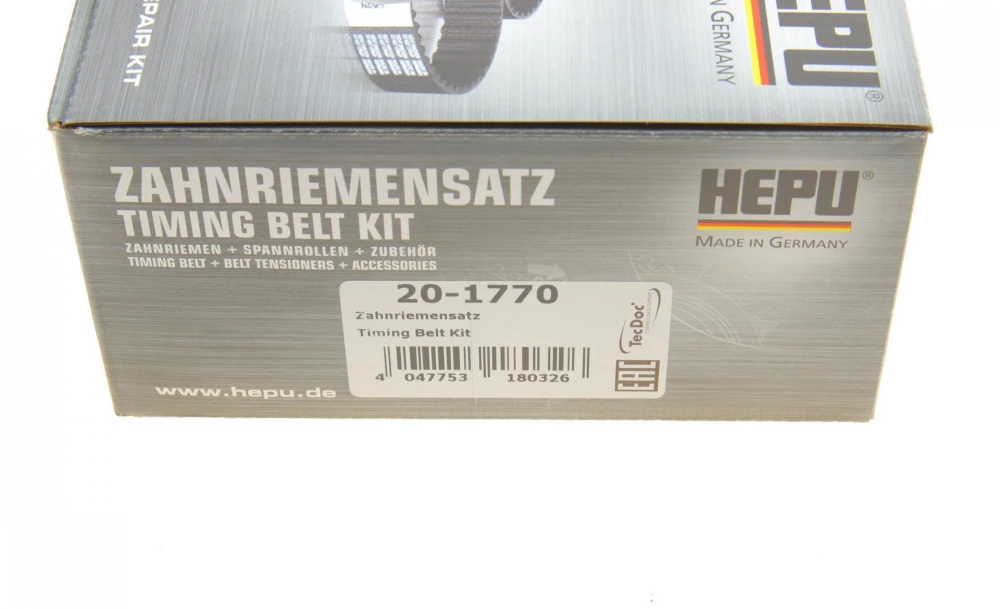 REPAIR KIT
HEPU®
IN GERMANY
ZAHNRIEMENSATZ
TIMING BELT KIT
ZAHNRIEMEN + SPANNROLLEN + ZUBEHÖR
TIMING BELT + BELT TENSIONERS + ACCESSORIES
HEPU®
MADE IN GERMANY
20-1770
Zahnriemensatz
Timing Belt Kit
4 047753 180326
TecDoc
EAC
www.hepu.de